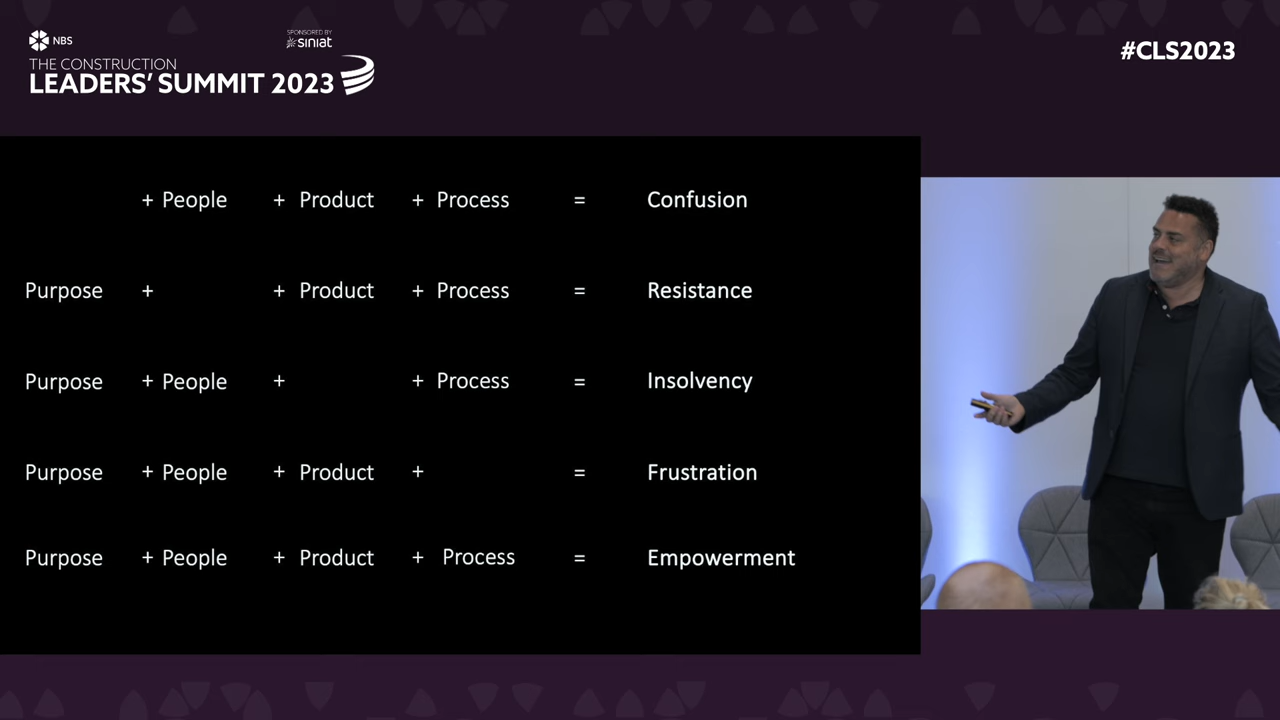 NBS
SPONSORED BY
siniat
THE CONSTRUCTION
LEADERS' SUMMIT 2023
#CLS2023
+ People + Product + Process = Confusion
Purpose + + Product + Process = Resistance
Purpose + People + + Process = Insolvency
Purpose + People + Product + = Frustration
Purpose + People + Product + Process = Empowerment